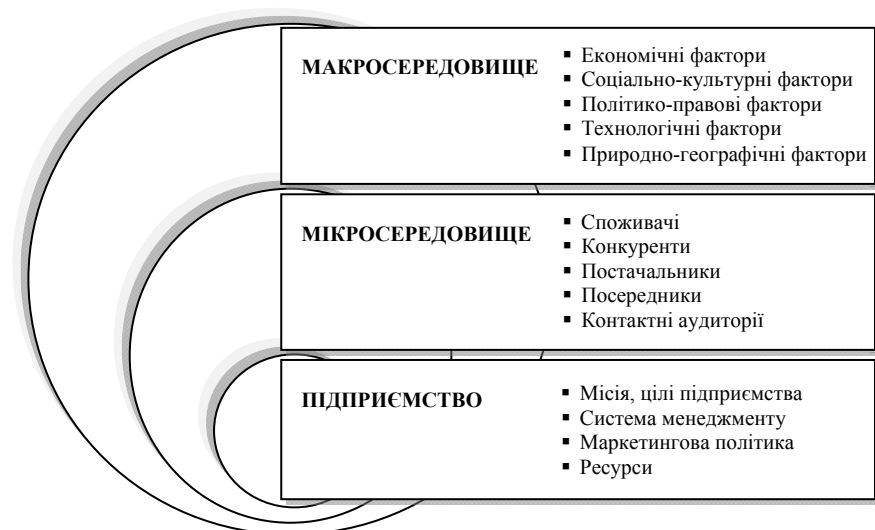 МАКРОСЕРЕДОВИЩЕ
▪ Економічні фактори
▪ Соціально-культурні фактори
▪ Політико-правові фактори
▪ Технологічні фактори
▪ Природно-географічні фактори
МІКРОСЕРЕДОВИЩЕ
▪ Споживачі
▪ Конкуренти
▪ Постачальники
▪ Посередники
▪ Контактні аудиторії
ПІДПРИЄМСТВО
▪ Місія, цілі підприємства
▪ Система менеджменту
▪ Маркетингова політика
▪ Ресурси